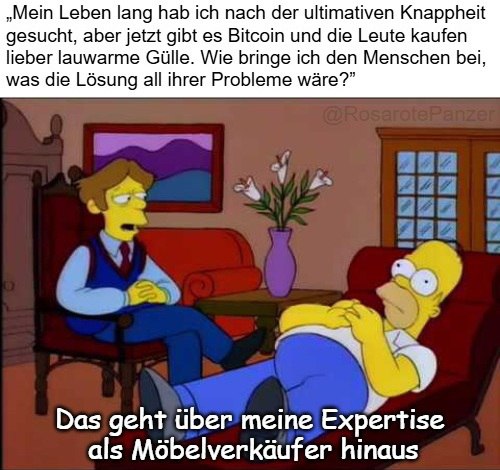 „Mein Leben lang hab ich nach der ultimativen Knappheit
gesucht, aber jetzt gibt es Bitcoin und die Leute kaufen
lieber lauwarme Gülle. Wie bringe ich den Menschen bei,
was die Lösung all ihrer Probleme wäre?”
@RosarotePanzer
Das geht über meine Expertise
als Möbelverkäufer hinaus